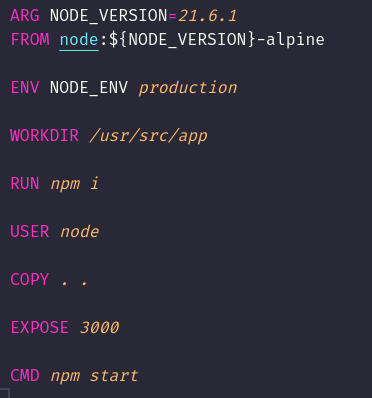 ARG NODE_VERSION=21.6.1
FROM node:${NODE_VERSION}-alpine
ENV NODE_ENV production
WORKDIR /usr/src/app
RUN npm i
USER node
COPY . .
EXPOSE 3000
CMD npm start